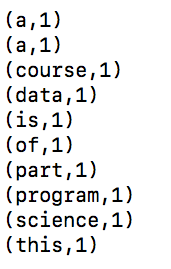 (a,1)
(a,1)
(course,1)
(data,1)
(is,1)
(of,1)
(part,1)
(program,1)
(science,1)
(this,1)